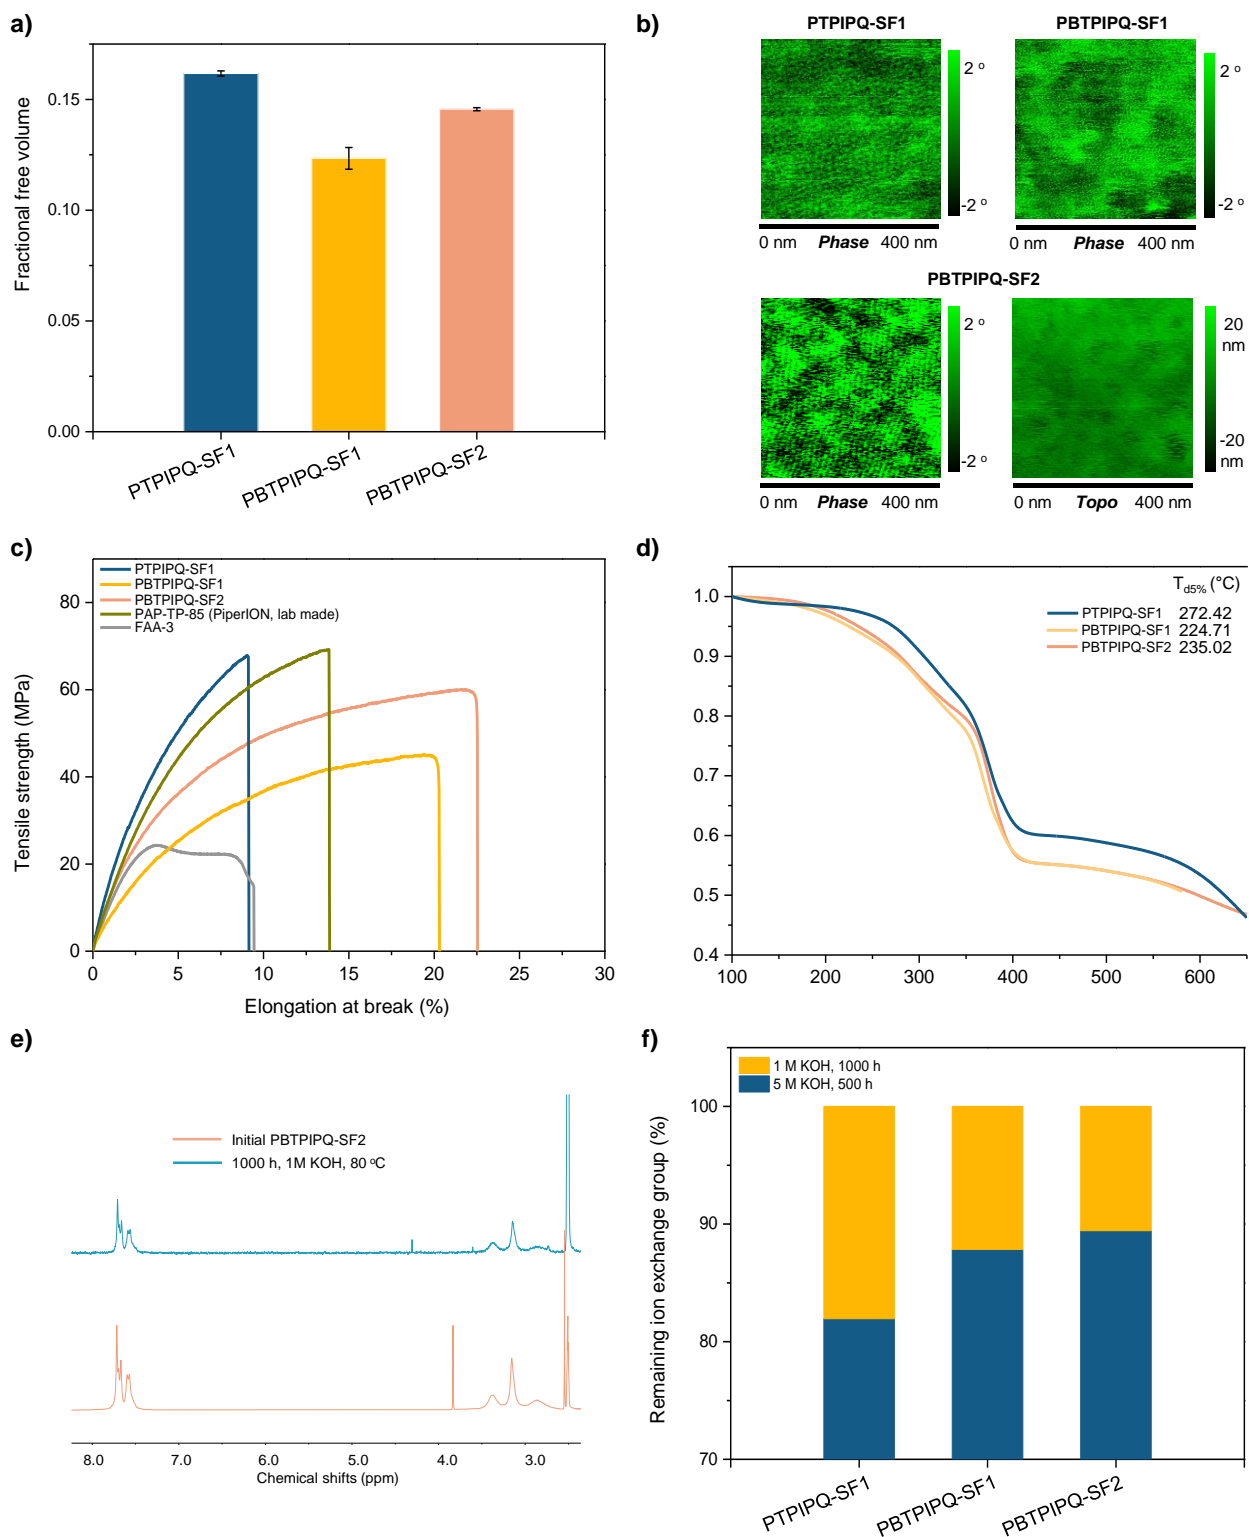 a)
0.15
0.10
0.05
0.00
Fractional free volume
PTPIPQ-SF1
PBTPIPQ-SF1
PBTPIPQ-SF2
b)
PTPIPQ-SF1
2 o
-2 o
0 nm Phase 400 nm
PBTPIPQ-SF1
2 o
-2 o
0 nm Phase 400 nm
PBTPIPQ-SF2
2 o
-2 o
0 nm Phase 400 nm
20
nm
-20
nm
0 nm Topo 400 nm
c)
PTPIPQ-SF1
PBTPIPQ-SF1
PBTPIPQ-SF2
PAP-TP-85 (PiperION, lab made)
FAA-3
80
60
40
20
0
Tensile strength (MPa)
0 5 10 15 20 25 30
Elongation at break (%)
d)
Td5% (°C)
PTPIPQ-SF1 272.42
PBTPIPQ-SF1 224.71
PBTPIPQ-SF2 235.02
1.0
0.9
0.8
0.7
0.6
0.5
0.4
100 200 300 400 500 600
e)
Initial PBTPIPQ-SF2
1000 h, 1M KOH, 80 oC
8.0 7.0 6.0 5.0 4.0 3.0
Chemical shifts (ppm)
f)
1 M KOH, 1000 h
5 M KOH, 500 h
100
90
80
70
Remaining ion exchange group (%)
PTPIPQ-SF1
PBTPIPQ-SF1
PBTPIPQ-SF2